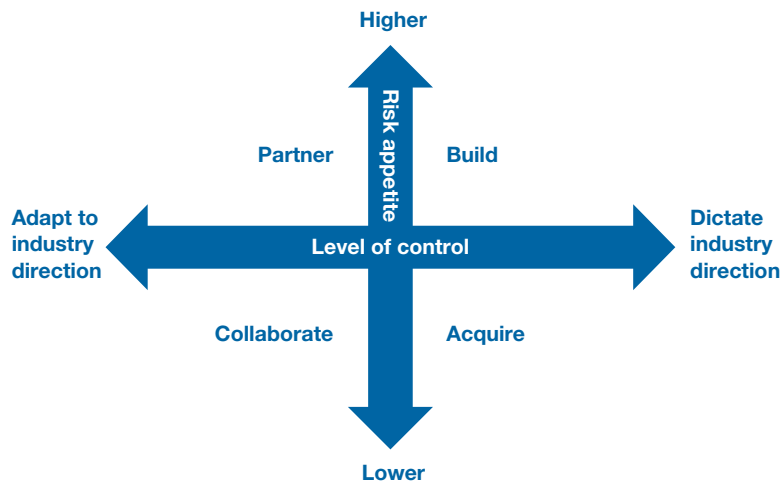 Higher
Risk appetite
Partner
Build
Adapt to
industry
direction
Level of control
Dictate
industry
direction
Collaborate
Acquire
Lower